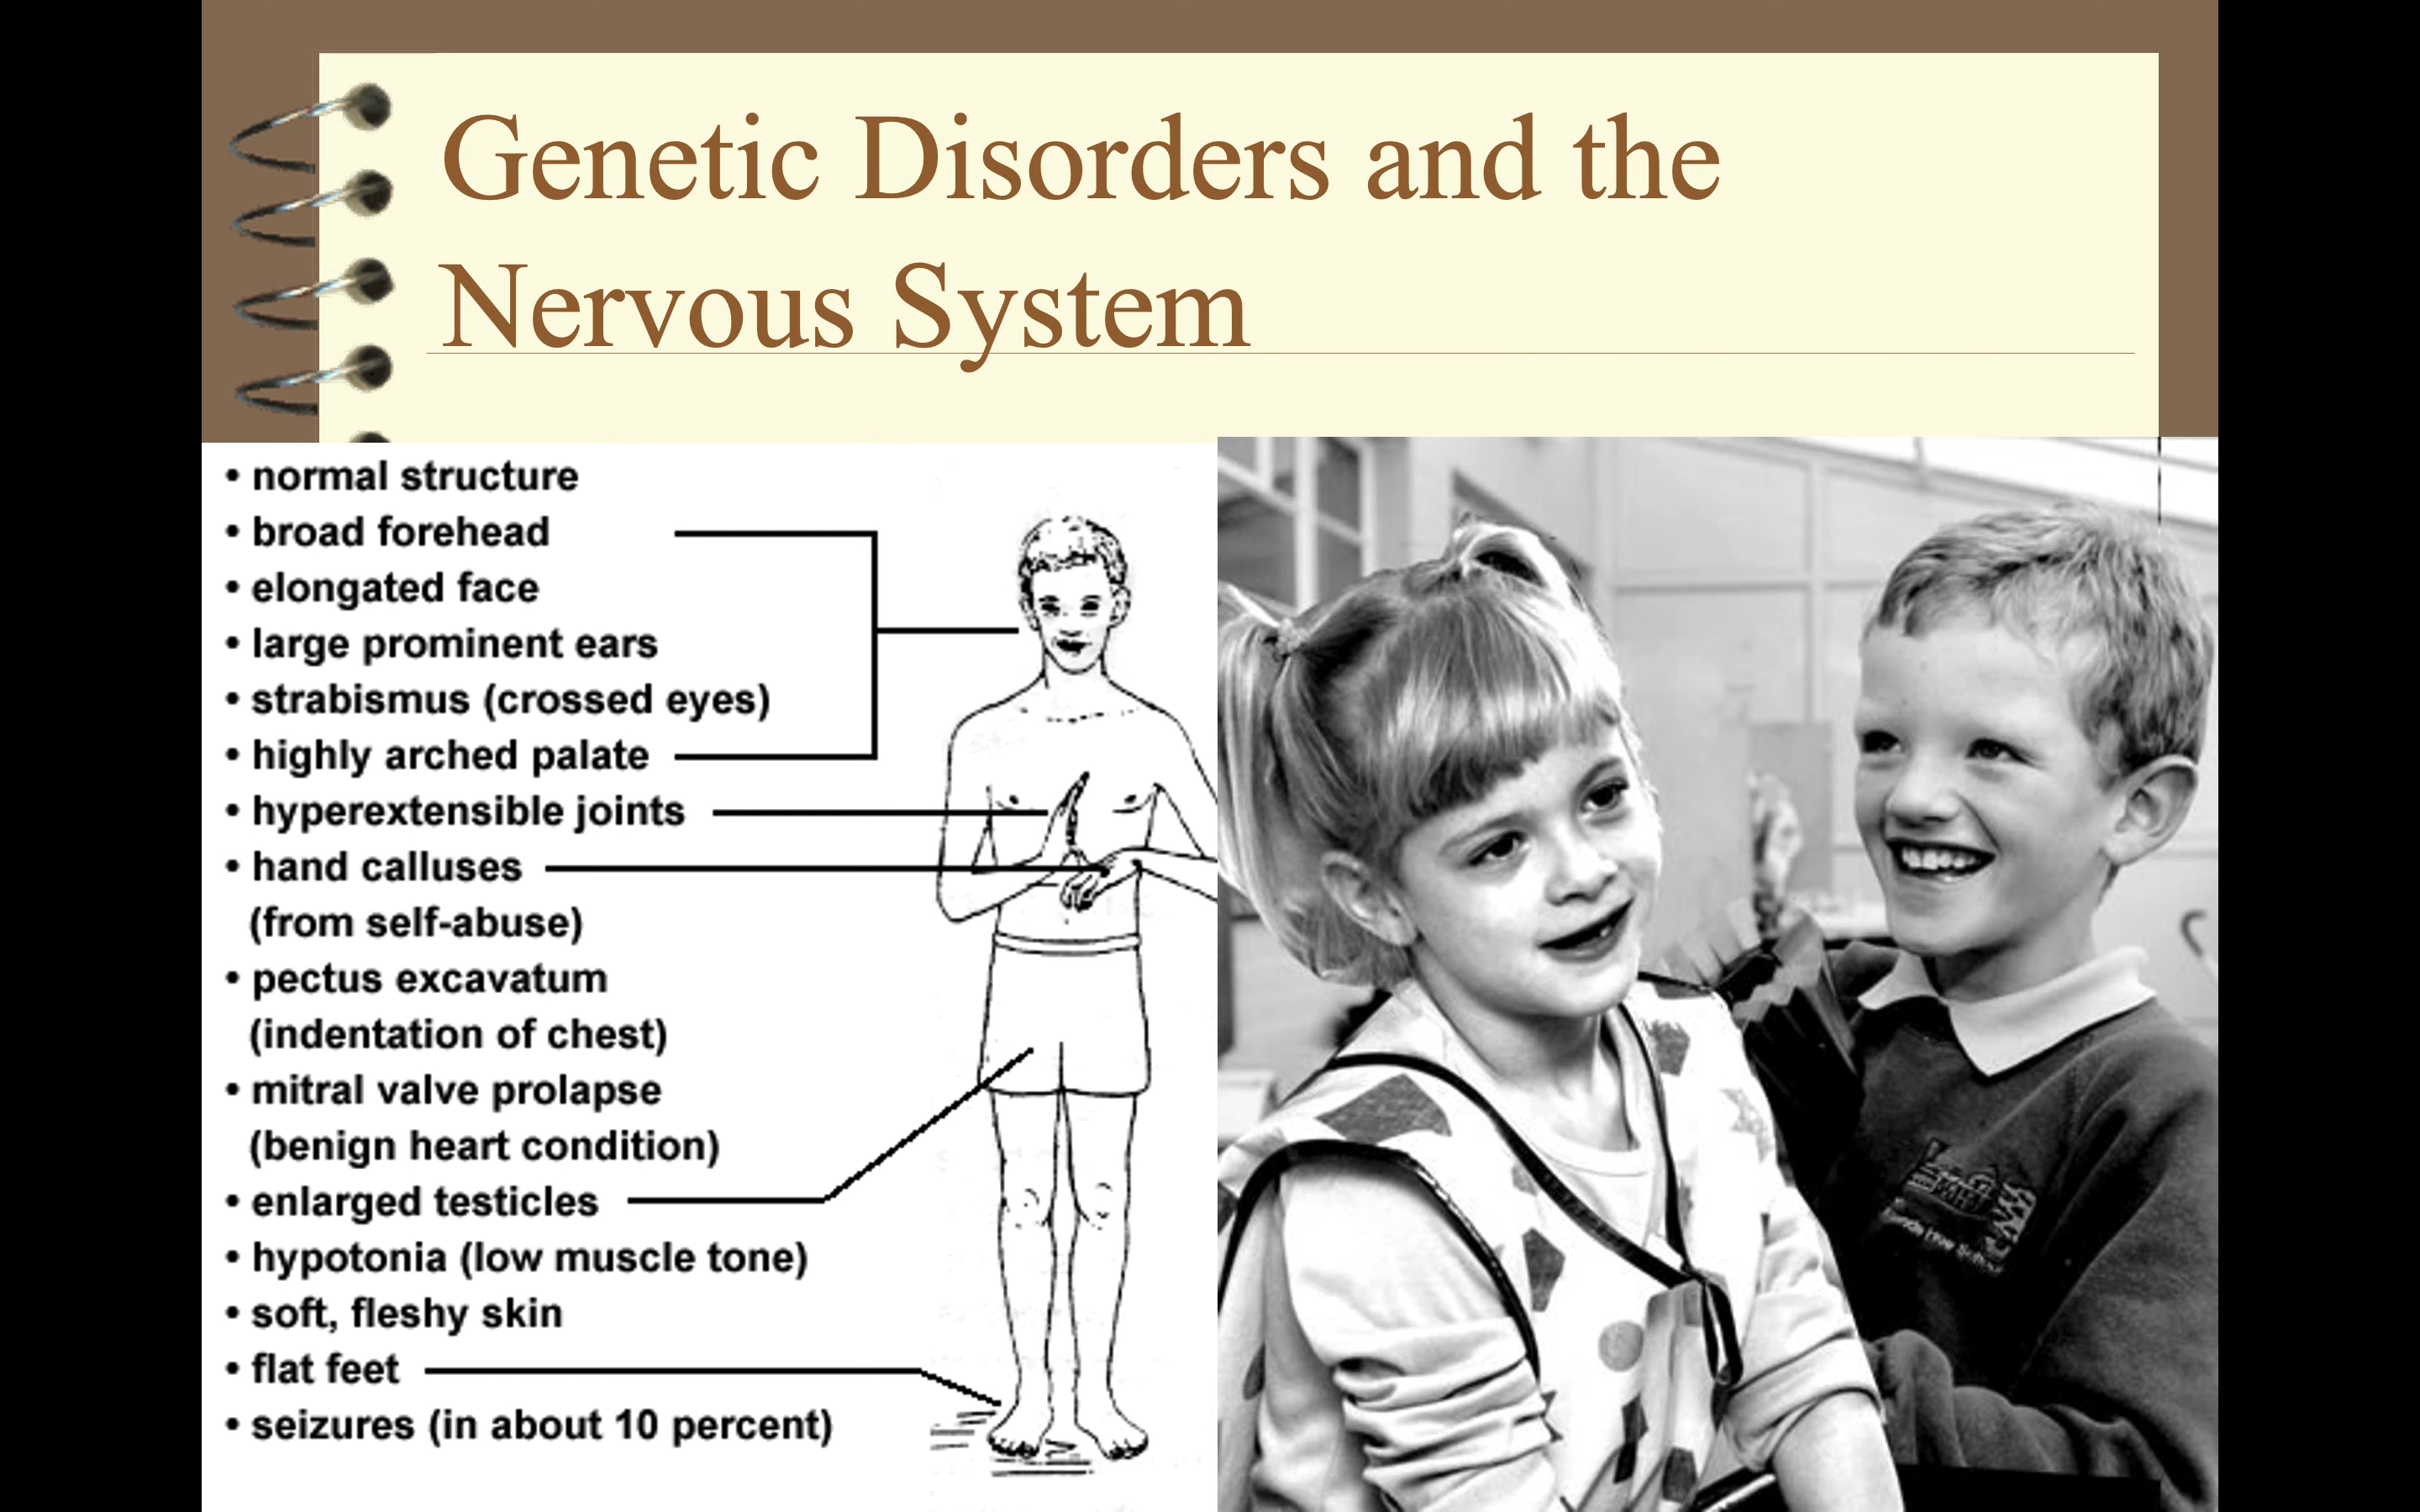 Genetic Disorders and the
Nervous System
• normal structure
• broad forehead
• elongated face
• large prominent ears
• strabismus (crossed eyes)
• highly arched palate
• hyperextensible joints
• hand calluses
(from self-abuse)
• pectus excavatum
(indentation of chest)
• mitral valve prolapse
(benign heart condition)
• enlarged testicles
• hypotonia (low muscle tone)
• soft, fleshy skin
• flat feet
• seizures (in about 10 percent)